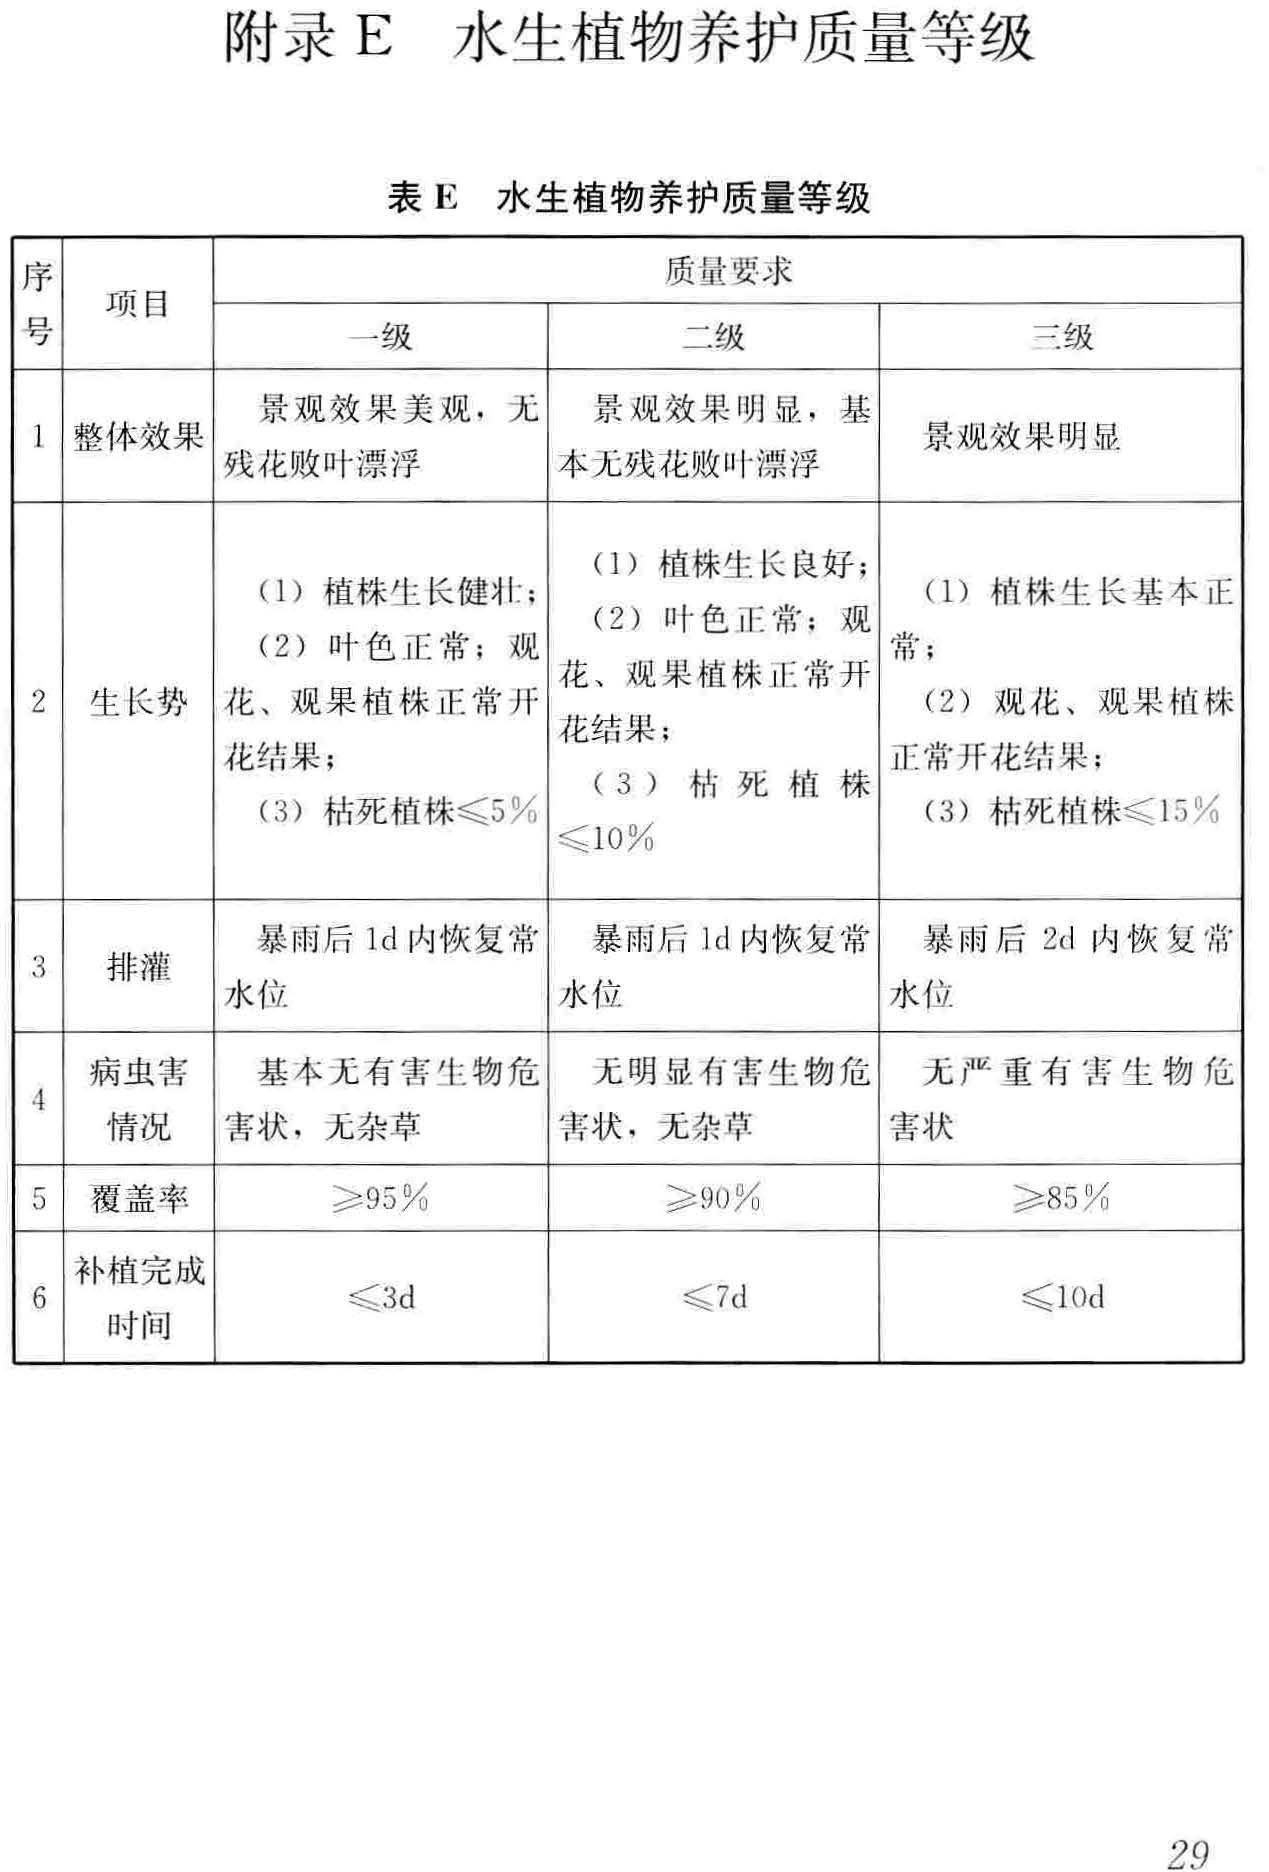 附录 E 水生植物养护质量等级
表 E 水生植物养护质量等级
序
号
项目
质量要求
一级
二级
三级
1
整体效果
景观效果美观，无
残花败叶漂浮
景观效果明显，基
本无残花败叶漂浮
景观效果明显
2
生长势
（1）植株生长健壮；
（2）叶色正常；观
花、观果植株正常开
花结果；
（3）枯死植株≤5%
（1）植株生长良好；
（2）叶色正常；观
花、观果植株正常开
花结果；
（3）枯死植株
≤10%
（1）植株生长基本正
常；
（2）观花、观果植株
正常开花结果；
（3）枯死植株≤15%
3
排灌
暴雨后 1d 内恢复常
水位
暴雨后 1d 内恢复常
水位
暴雨后 2d 内恢复常
水位
4
病虫害
情况
基本无有害生物危
害状，无杂草
无明显有害生物危
害状，无杂草
无严重有害生物危
害状
5
覆盖率
≥95%
≥90%
≥85%
6
补植完成
时间
≤3d
≤7d
≤10d
29